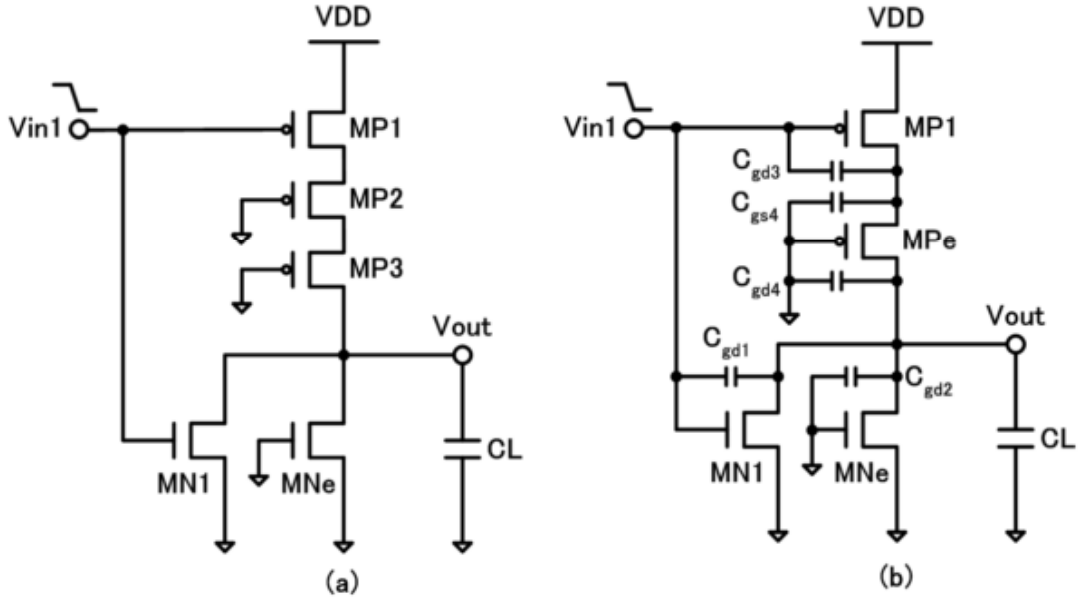 VDD
Vin1
MP1
MP2
MP3
Vout
MN1
MNe
CL
(a)
VDD
Vin1
MP1
Cgd3
Cgs4
MPe
Cgd4
Vout
Cgd1
Cgd2
MN1
MNe
CL
(b)